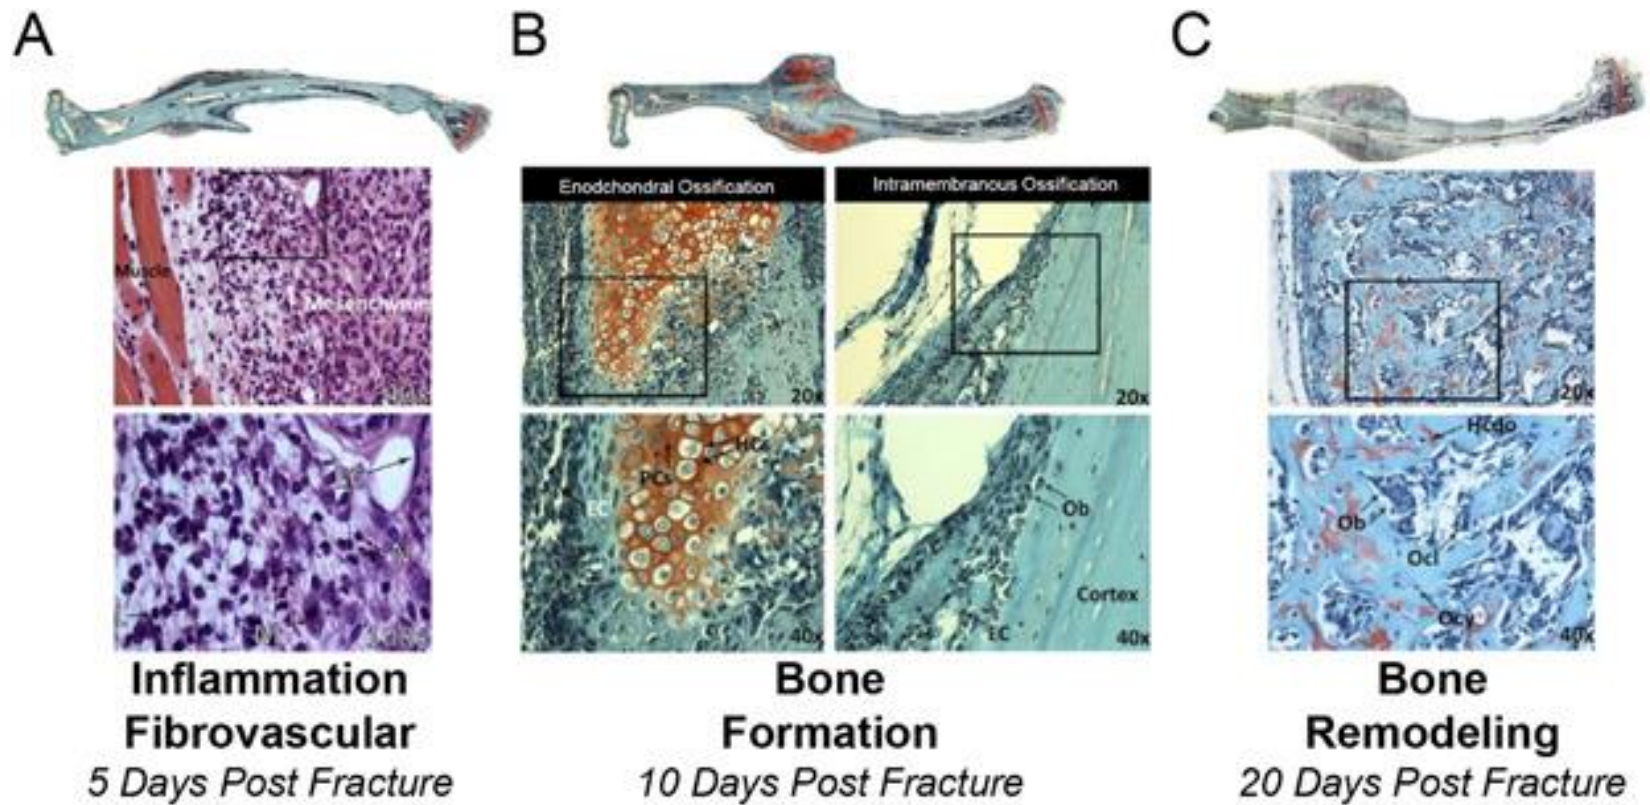 A
B
C
Enodchondral Ossification
Intramembranous Ossification
Muscle
Mesenchyme
20x
20x
20x
HCs
PCs
EC
40x
Ob
Cortex
EC
40x
Hcdo
Ob
Ocl
Ocy
40x
Inflammation
Fibrovascular
5 Days Post Fracture
Bone
Formation
10 Days Post Fracture
Bone
Remodeling
20 Days Post Fracture